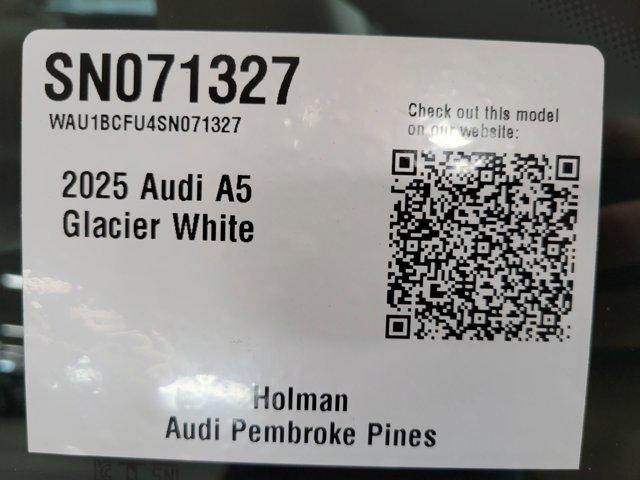 SN071327
WAU1BCFU4SN071327
Check out this model
on our website:
2025 Audi A5
Glacier White
Holman
Audi Pembroke Pines